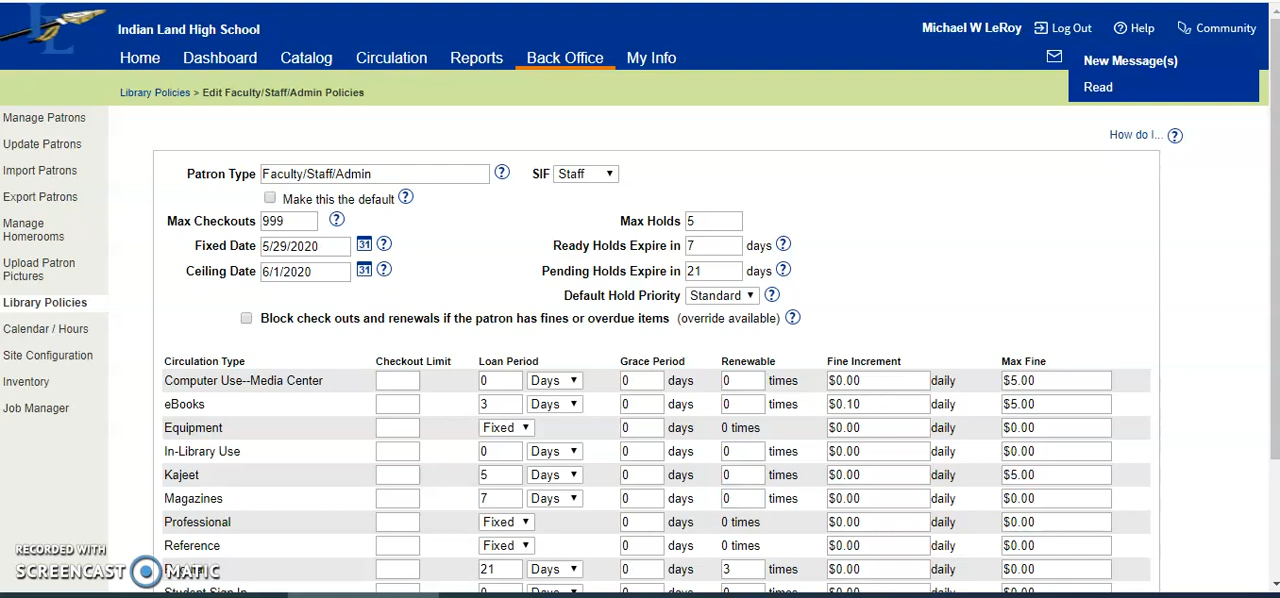 Indian Land High School
Michael W LeRoy Log Out ? Help Community
Home Dashboard Catalog Circulation Reports Back Office My Info
New Message(s)
Read
Library Policies > Edit Faculty/Staff/Admin Policies
Manage Patrons
Update Patrons
Import Patrons
Export Patrons
Manage
Homerooms
Upload Patron
Pictures
Library Policies
Calendar / Hours
Site Configuration
Inventory
Job Manager
How do I... ?
Patron Type Faculty/Staff/Admin ? SIF Staff
Make this the default ?
Max Checkouts 999 ? Max Holds 5
Fixed Date 5/29/2020 31 ? Ready Holds Expire in 7 days ?
Ceiling Date 6/1/2020 31 ? Pending Holds Expire in 21 days ?
Default Hold Priority Standard ?
Block check outs and renewals if the patron has fines or overdue items (override available) ?
Circulation Type Checkout Limit Loan Period Grace Period Renewable Fine Increment Max Fine
Computer Use--Media Center 0 Days 0 days 0 times $0.00 daily $5.00
eBooks 3 Days 0 days 0 times $0.10 daily $5.00
Equipment Fixed 0 days 0 times $0.00 daily $0.00
In-Library Use 0 Days 0 days 0 times $0.00 daily $0.00
Kajeet 5 Days 0 days 0 times $0.00 daily $5.00
Magazines 7 Days 0 days 0 times $0.00 daily $0.00
Professional Fixed 0 days 0 times $0.00 daily $0.00
Reference Fixed 0 days 0 times $0.00 daily $0.00
21 Days 0 days 3 times $0.00 daily $0.00
Student Sign In
RECORDED WITH
SCREENCAST MATIC